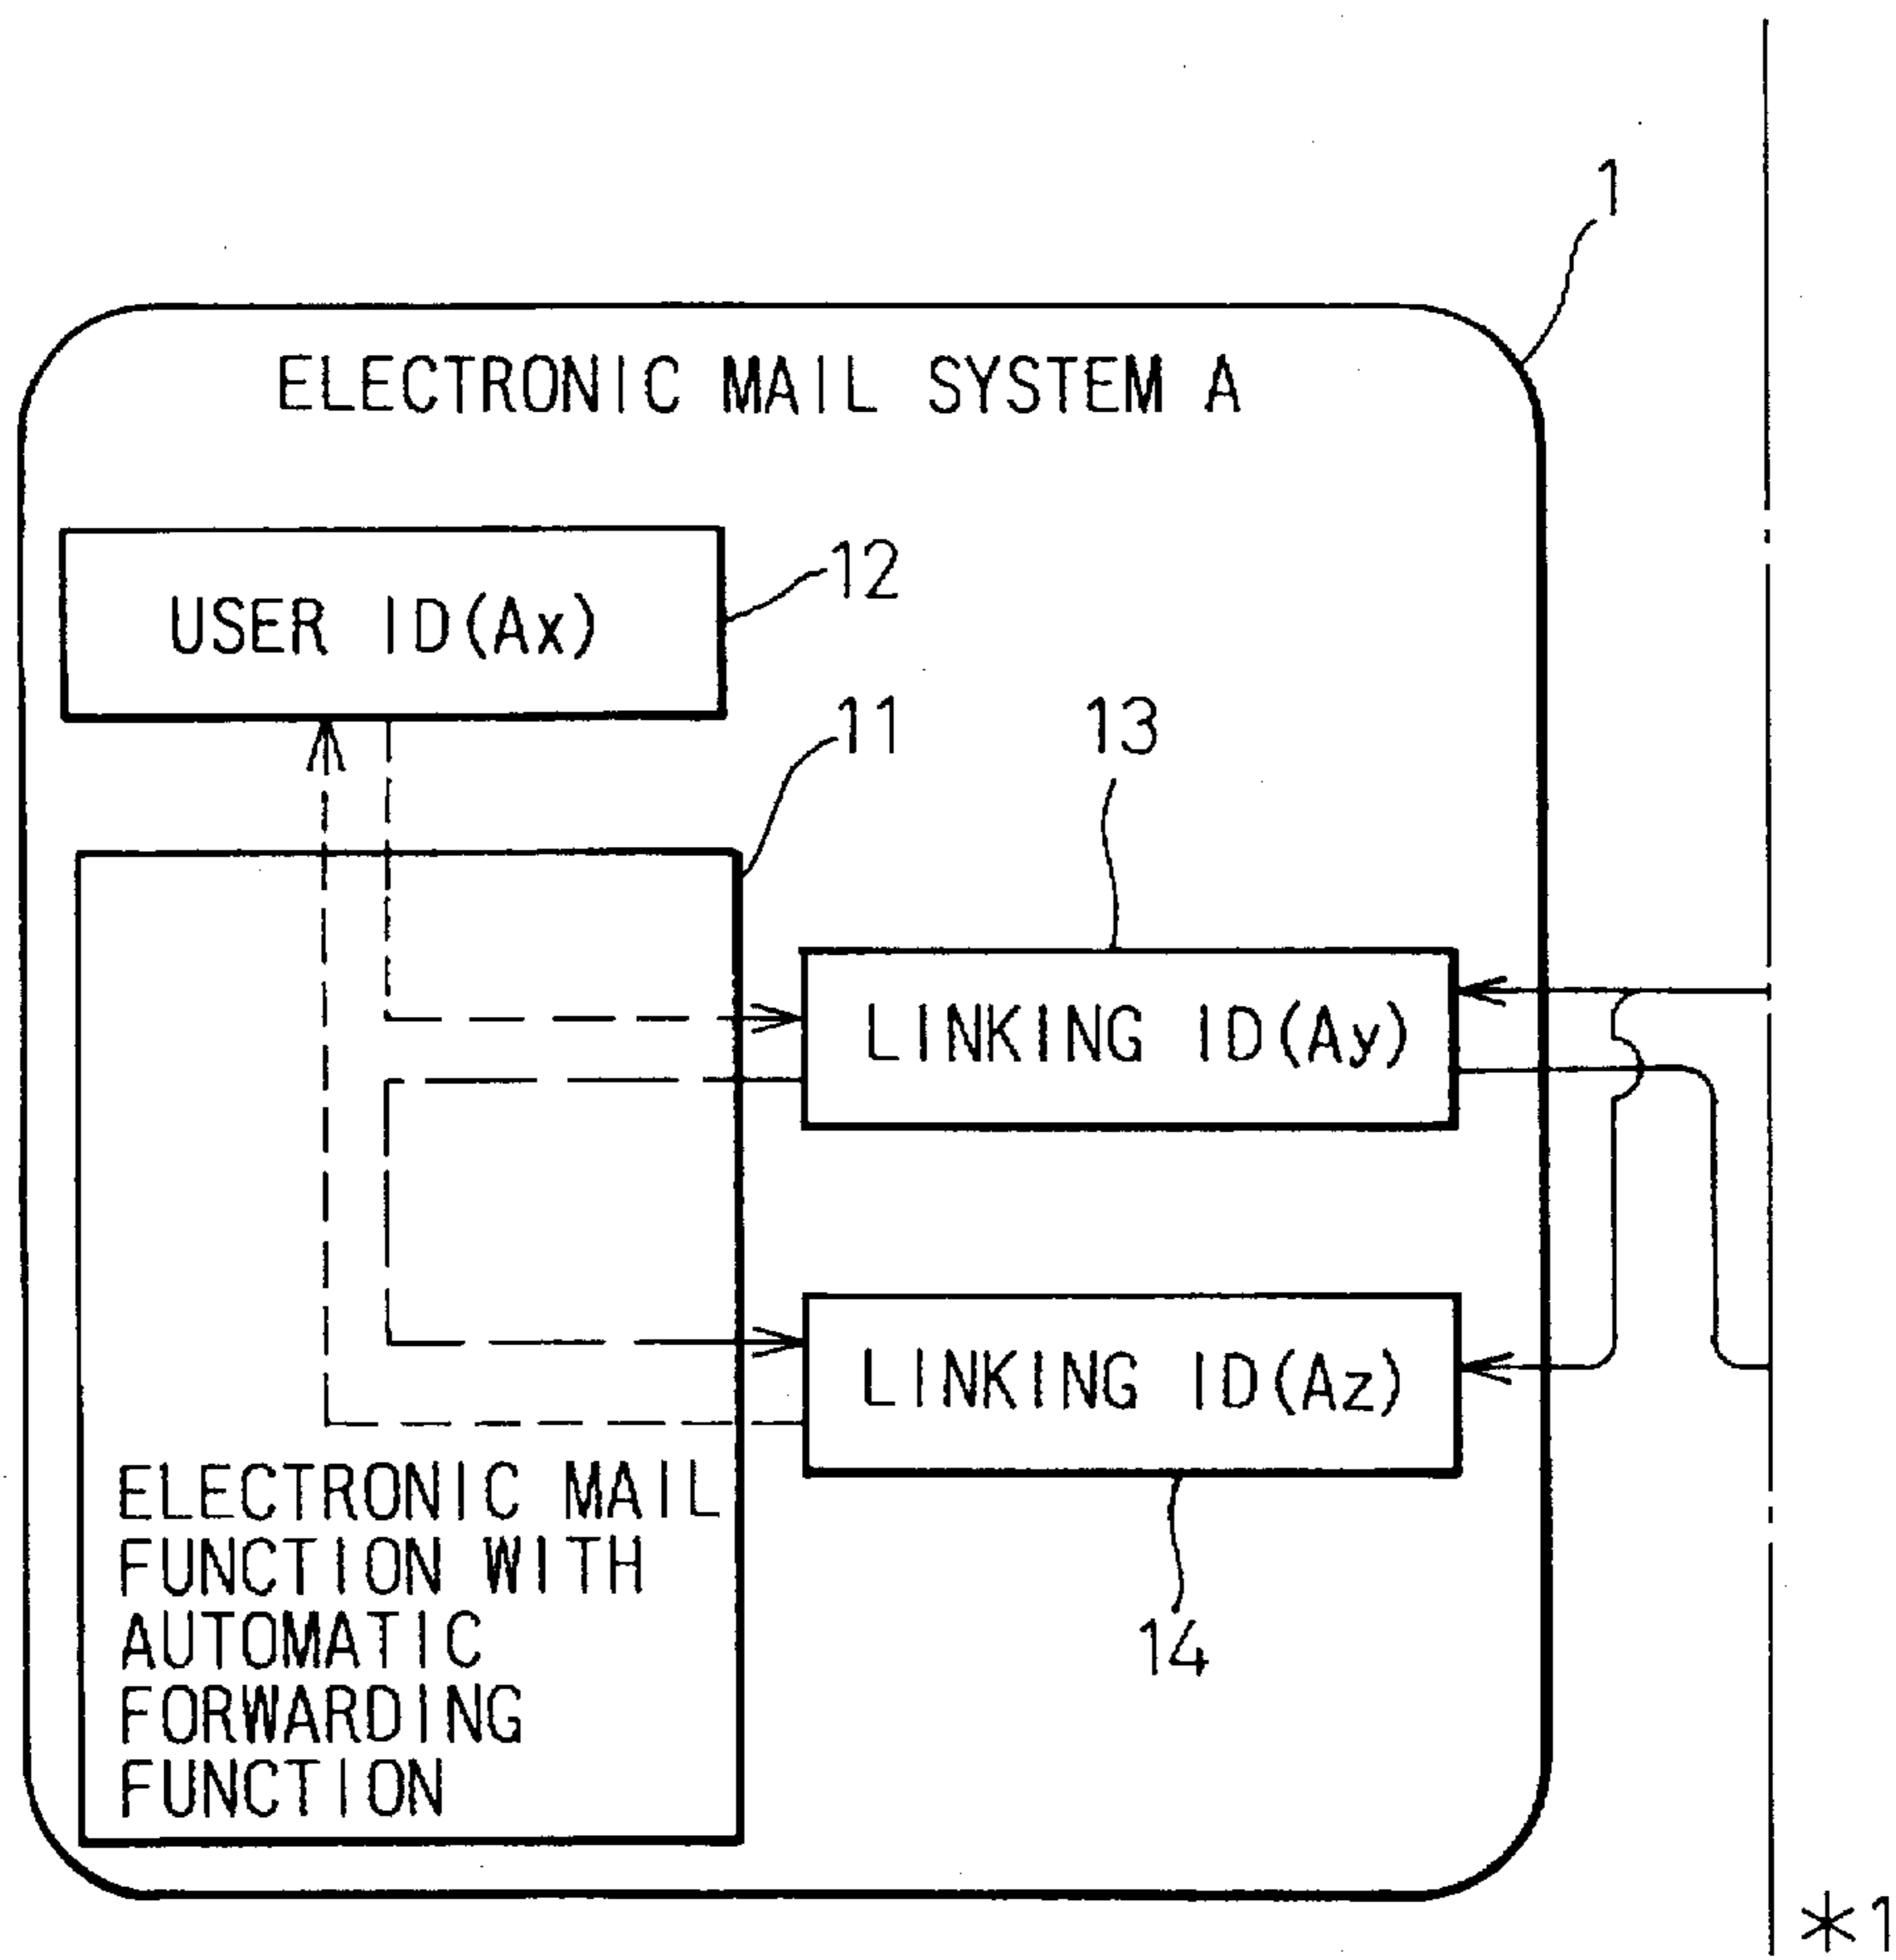 1
ELECTRONIC MAIL SYSTEM A
12
USER ID(Ax)
11
13
LINKING ID(Ay)
LINKING ID(Az)
ELECTRONIC MAIL
FUNCTION WITH
AUTOMATIC
FORWARDING
FUNCTION
14
*1